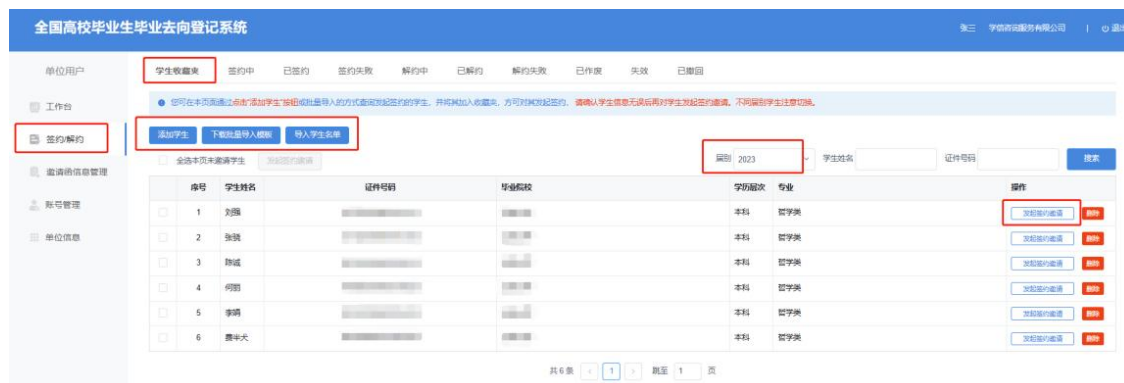 全国高校毕业生毕业去向登记系统
张三 学信咨询服务有限公司 | 退出
单位用户
学生收藏夹 签约中 已签约 签约失败 解约中 已解约 解约失败 已作废 失效 已撤回
工作台
您可在本页面通过点击“添加学生”按钮或批量导入的方式查询发起签约的学生，并将其加入收藏夹，方可对其发起签约，请确认学生信息无误后再对学生发起签约邀请。不同届别学生注意切换。
签约/解约
添加学生 下载批量导入模板 导入学生名单
全选本页未邀请学生 发起签约邀请 届别 2023 学生姓名 证件号码 搜索
邀请函信息管理
序号 学生姓名 证件号码 毕业院校 学历层次 专业 操作
账号管理
1 刘强 本科 哲学类 发起签约邀请 删除
单位信息
2 张骁 本科 哲学类 发起签约邀请 删除
3 陈诚 本科 哲学类 发起签约邀请 删除
4 何丽 本科 哲学类 发起签约邀请 删除
5 李娟 本科 哲学类 发起签约邀请 删除
6 曹半犬 本科 哲学类 发起签约邀请 删除
共 6 条 < 1 > 跳至 1 页